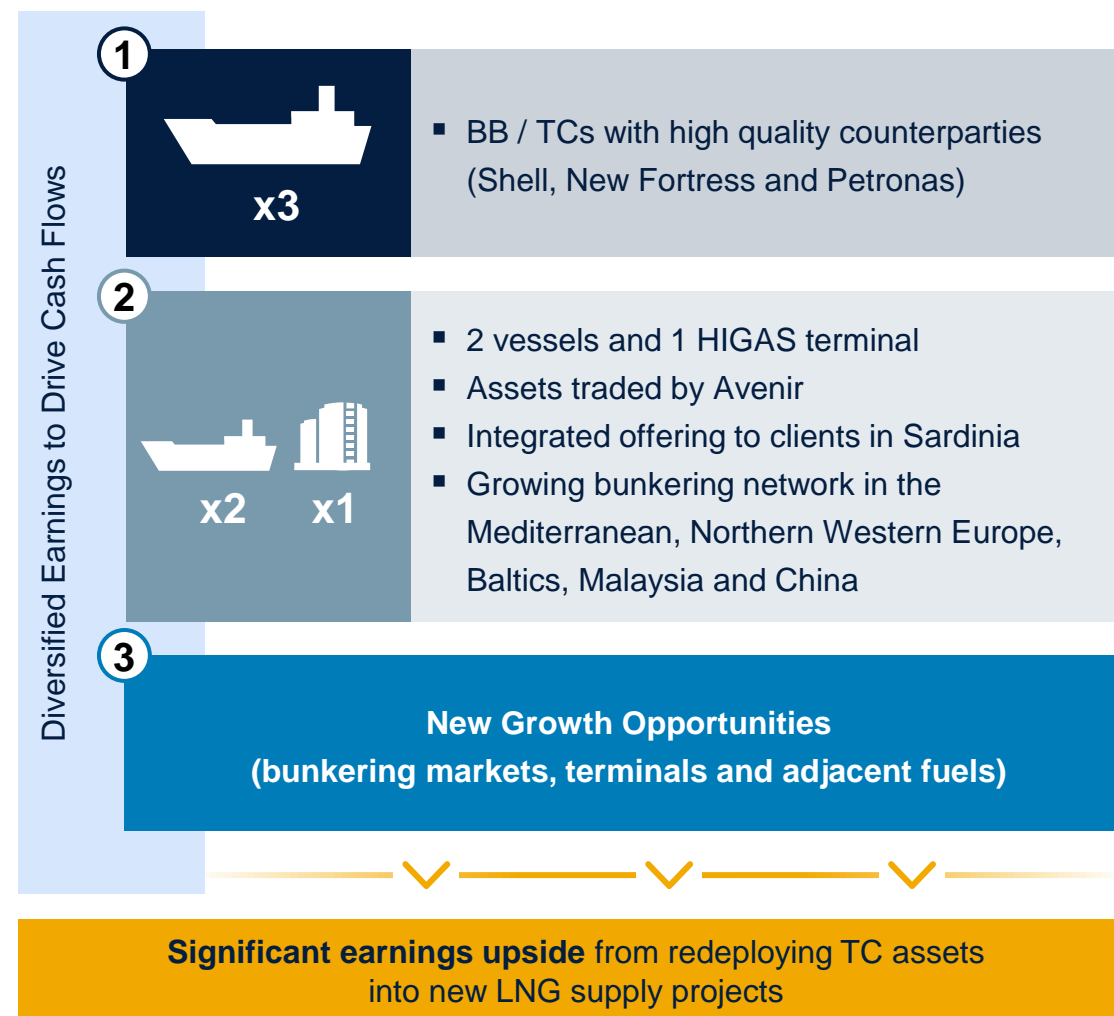 Diversified Earnings to Drive Cash Flows
1
x3
▪ BB / TCs with high quality counterparties
(Shell, New Fortress and Petronas)
2
x2 x1
▪ 2 vessels and 1 HIGAS terminal
▪ Assets traded by Avenir
▪ Integrated offering to clients in Sardinia
▪ Growing bunkering network in the
Mediterranean, Northern Western Europe,
Baltics, Malaysia and China
3
New Growth Opportunities
(bunkering markets, terminals and adjacent fuels)
Significant earnings upside from redeploying TC assets
into new LNG supply projects